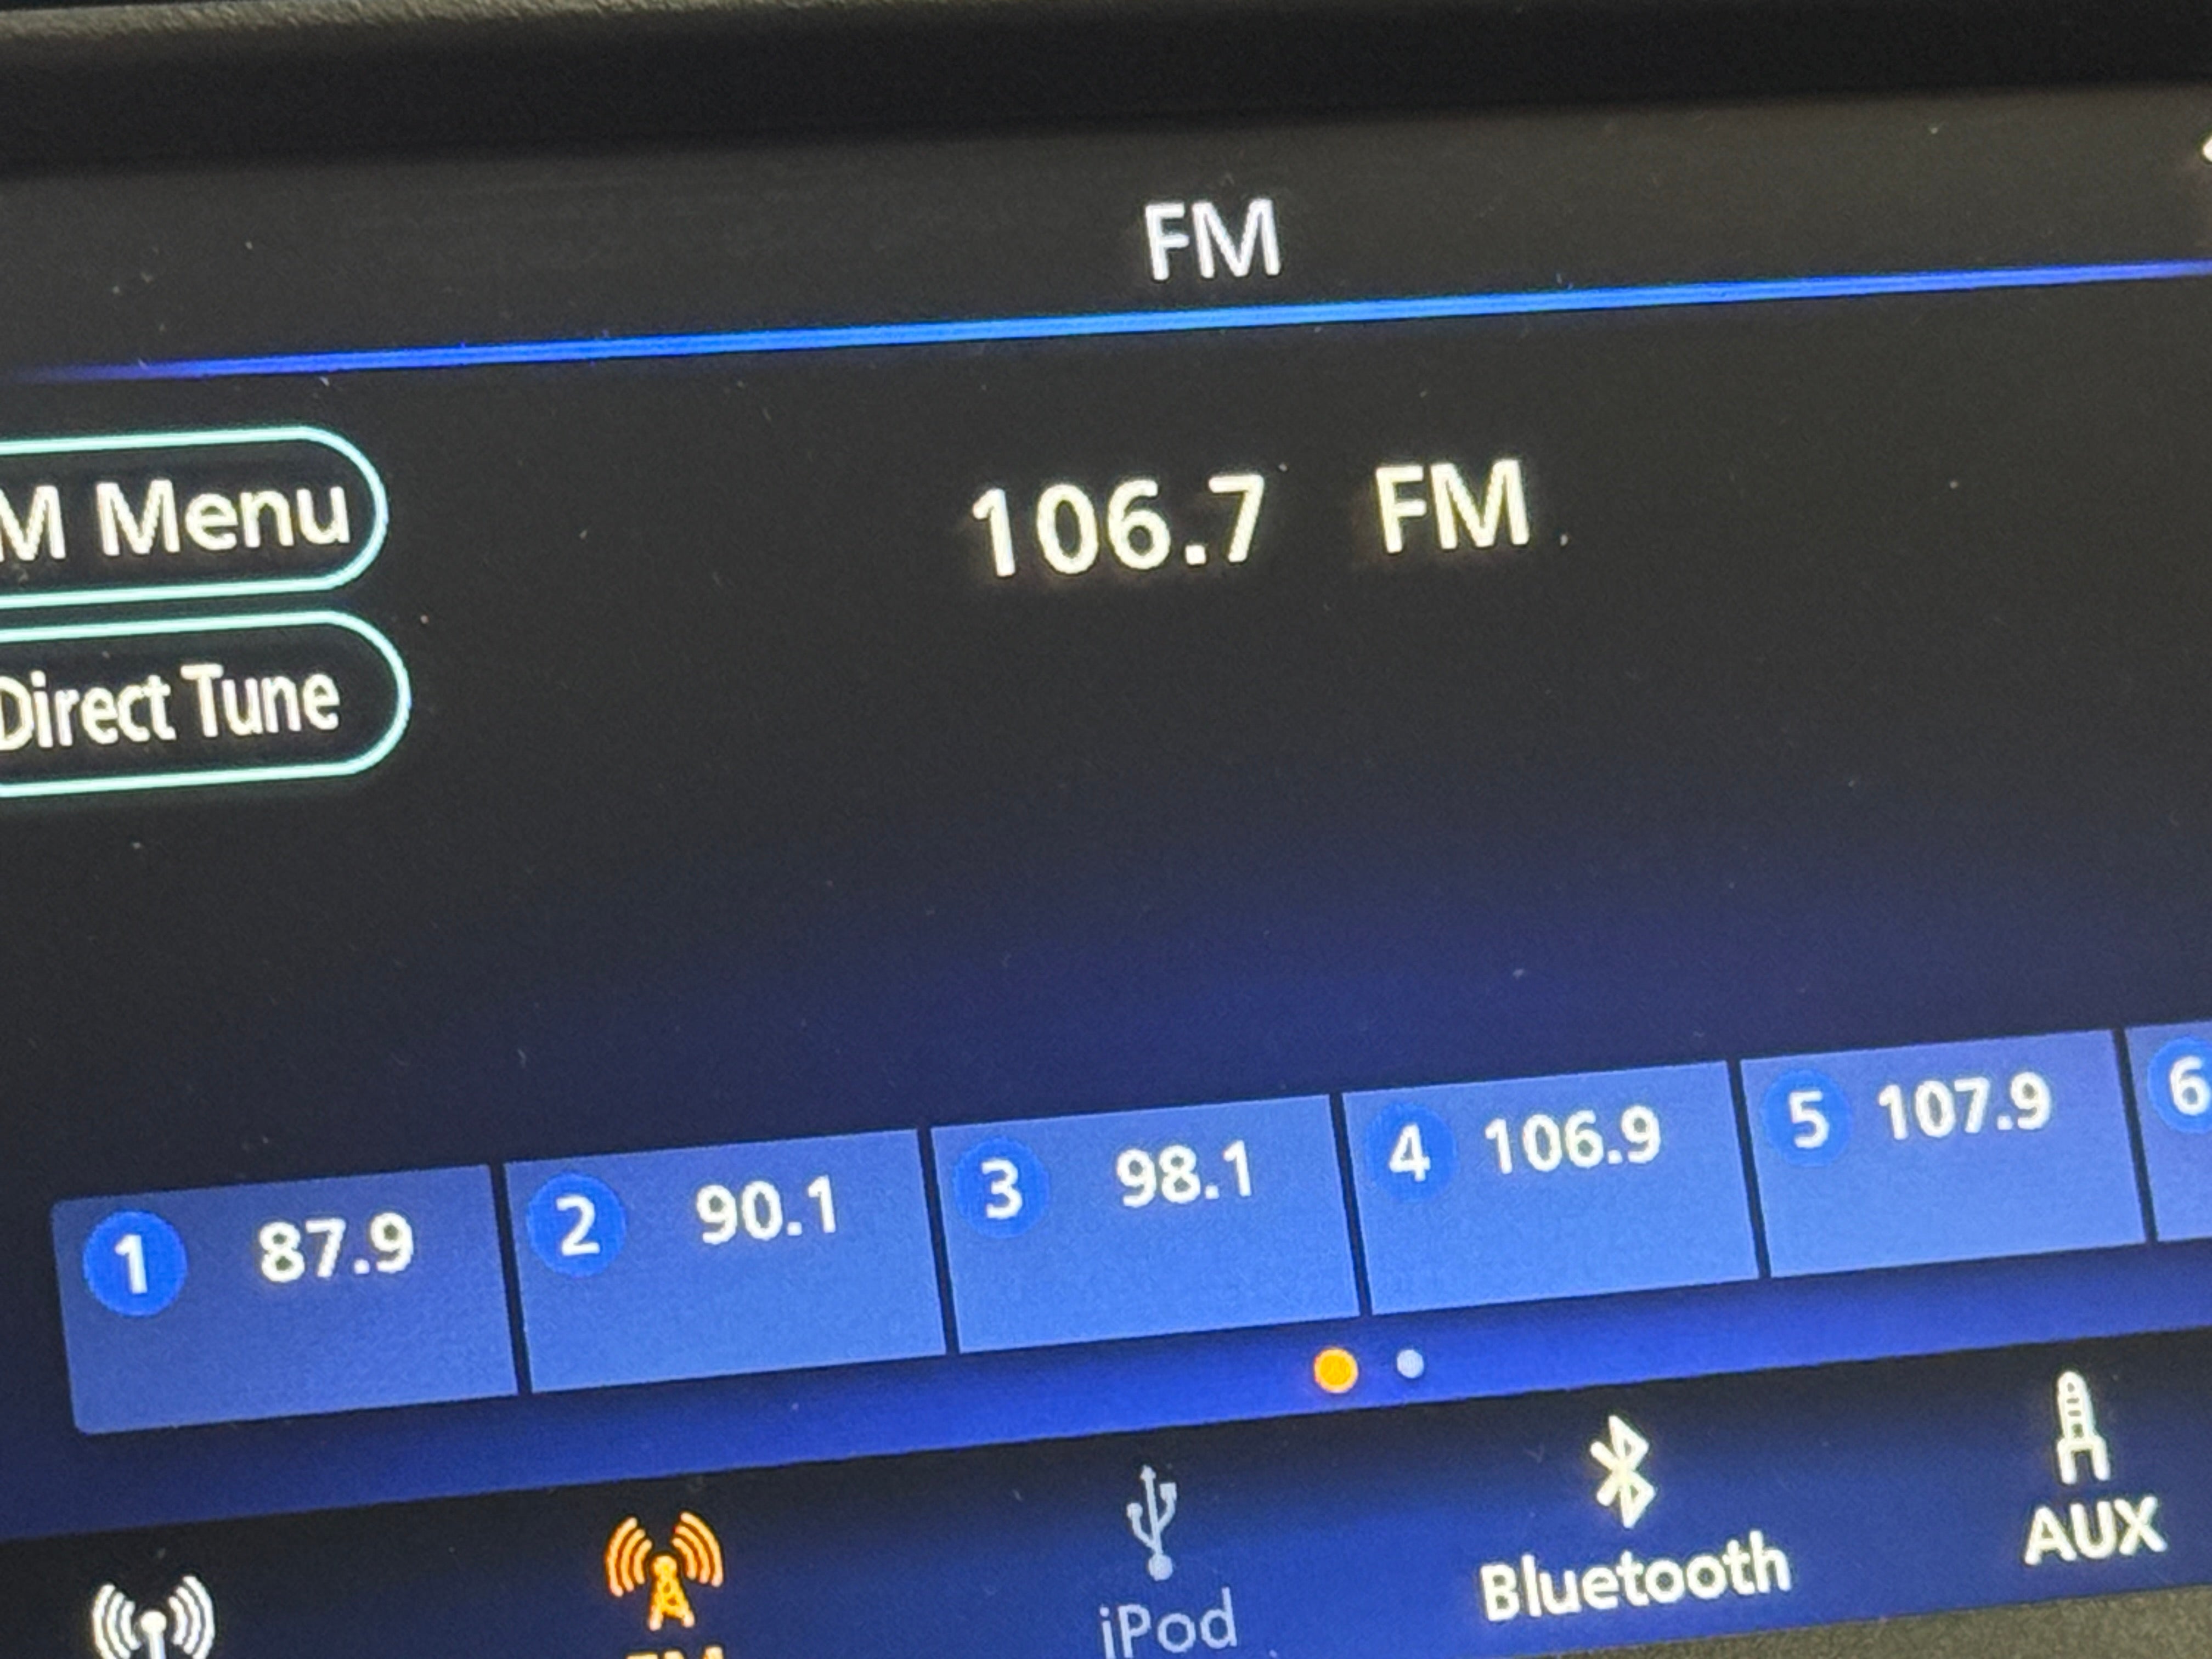 FM
M Menu
106.7 FM
Direct Tune
1 87.9
2 90.1
3 98.1
4 106.9
5 107.9
6
FM
iPod
Bluetooth
AUX